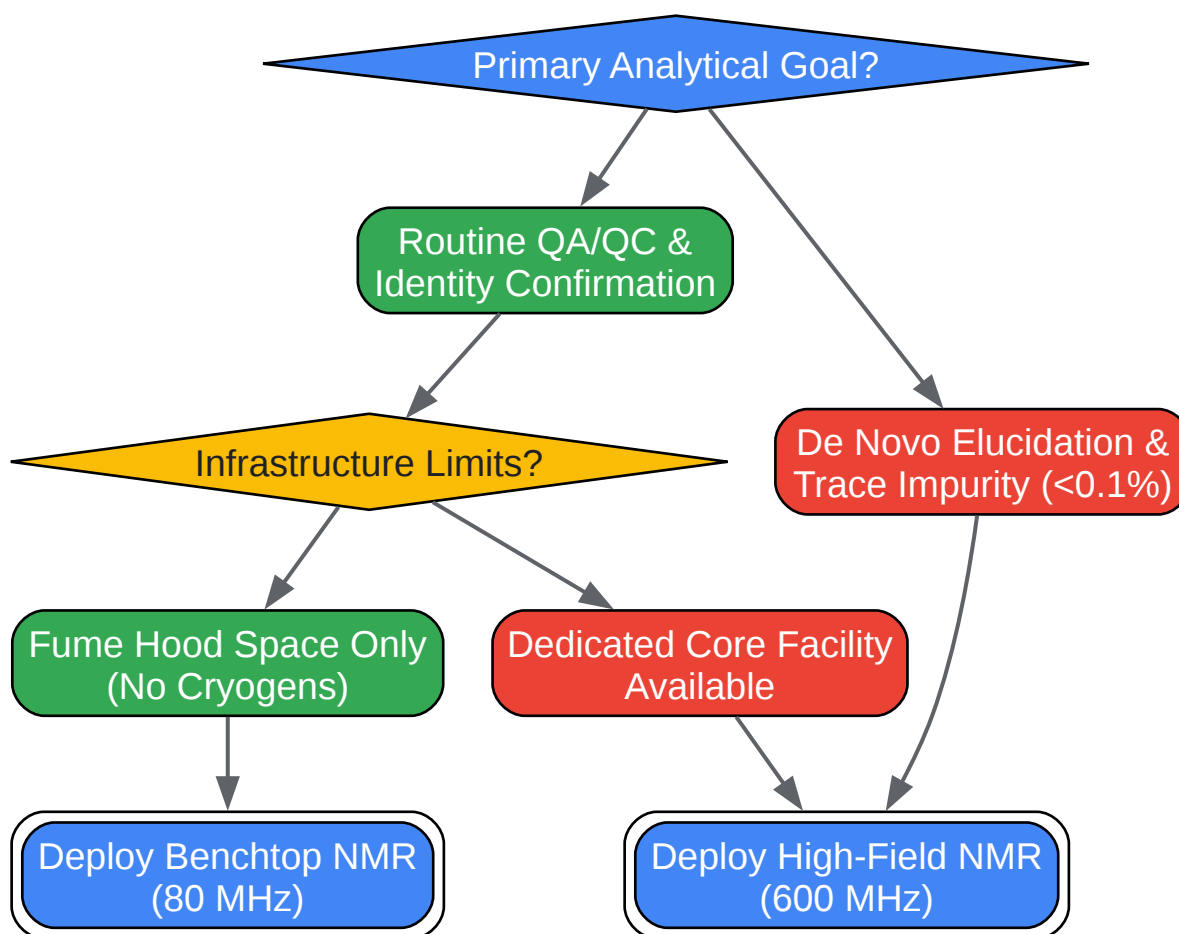 Primary Analytical Goal?
Routine QA/QC &
Identity Confirmation
De Novo Elucidation &
Trace Impurity (<0.1%)
Infrastructure Limits?
Fume Hood Space Only
(No Cryogens)
Dedicated Core Facility
Available
Deploy Benchtop NMR
(80 MHz)
Deploy High-Field NMR
(600 MHz)